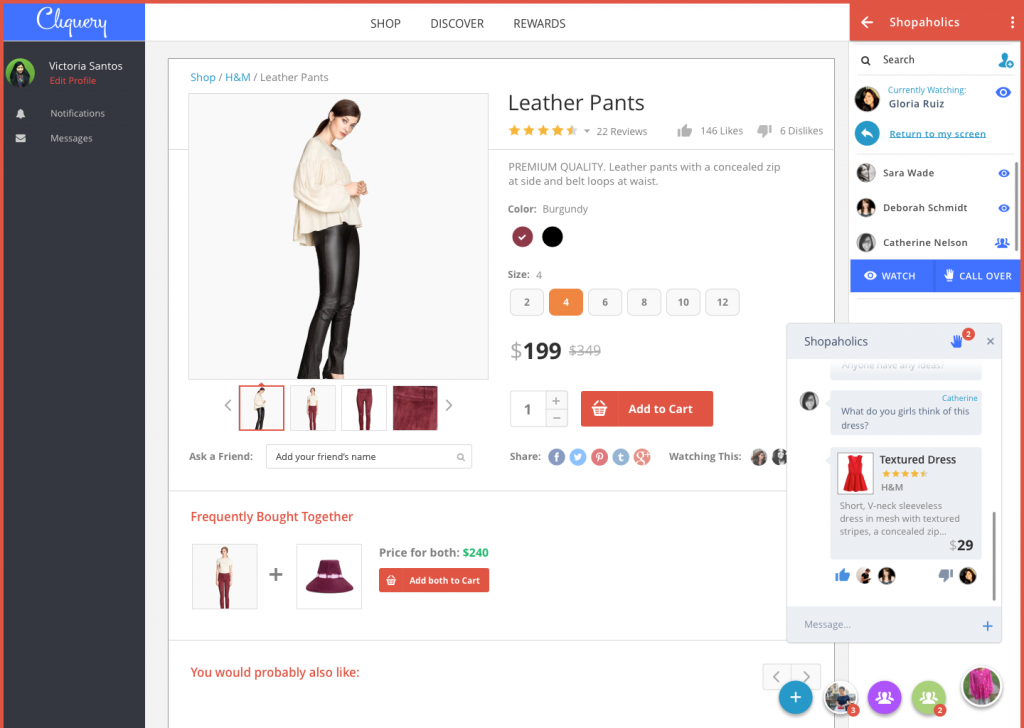 Cliquery
SHOP DISCOVER REWARDS
Shopaholics
Victoria Santos
Edit Profile
Notifications
Messages
Shop / H&M / Leather Pants
Leather Pants
22 Reviews 146 Likes 6 Dislikes
PREMIUM QUALITY. Leather pants with a concealed zip
at side and belt loops at waist.
Color: Burgundy
Size: 4
2 4 6 8 10 12
$199 $349
1 + −
Add to Cart
Ask a Friend: Add your friend's name
Share: f t g+
Watching This:
Frequently Bought Together
+
Price for both: $240
Add both to Cart
You would probably also like:
Search
Currently Watching:
Gloria Ruiz
Return to my screen
Sara Wade
Deborah Schmidt
Catherine Nelson
WATCH CALL OVER
Shopaholics 2 ×
Anyone have any ideas?
Catherine
What do you girls think of this
dress?
Textured Dress
H&M
Short, V-neck sleeveless
dress in mesh with textured
stripes, a concealed zip...
$29
Message... +
+ 3 2